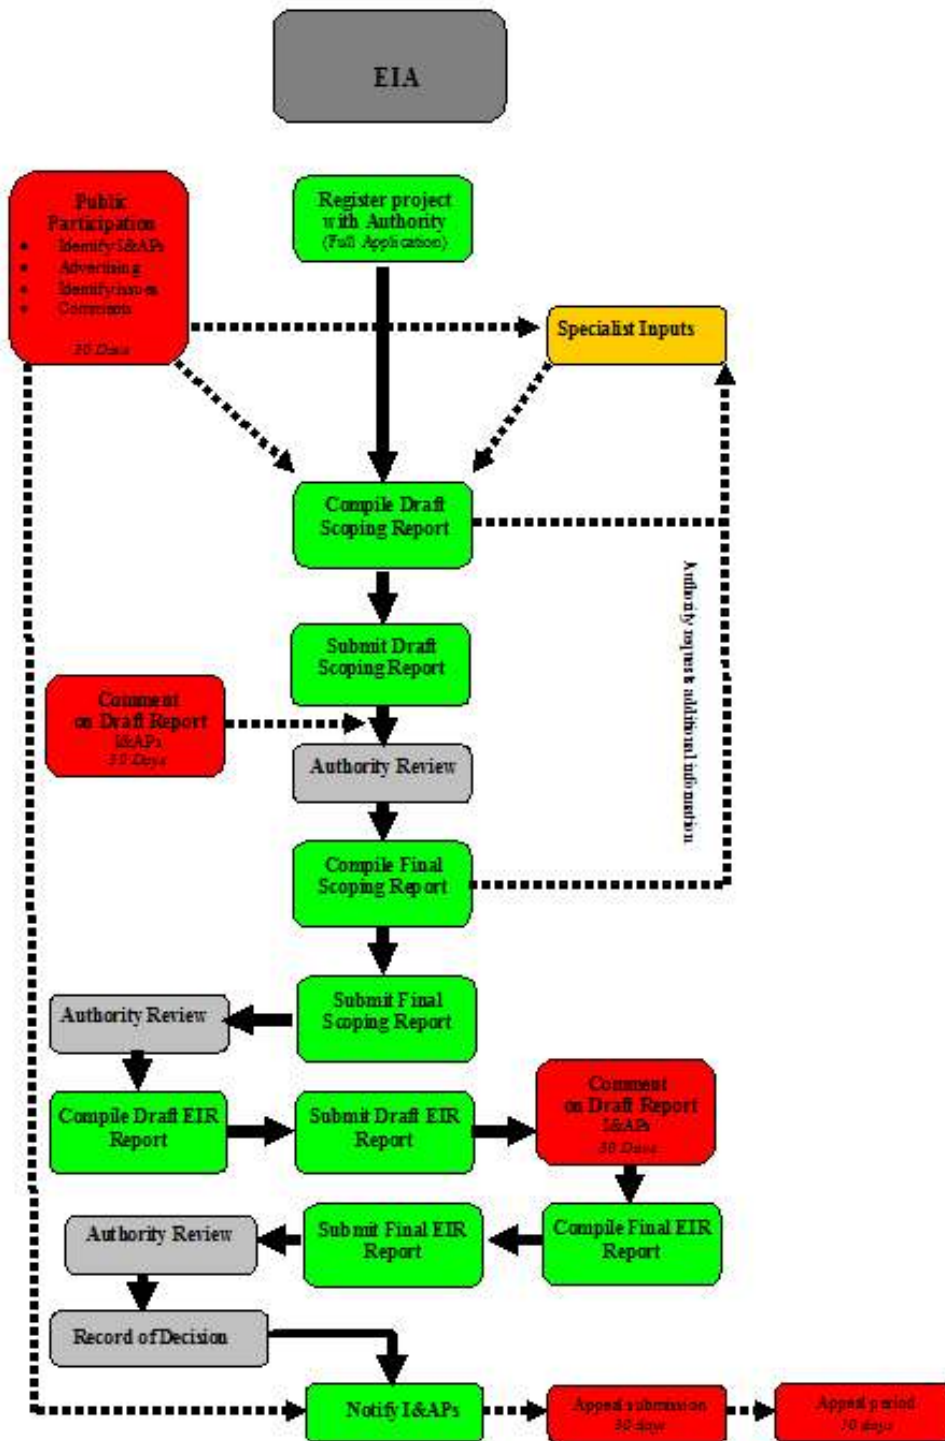 EIA
Public
Participation
• Identify I&APs
• Advertising
• Identify issues
• Comments
30 Days
Register project
with Authority
(Full Application)
Specialist Inputs
Compile Draft
Scoping Report
Authority requests additional information
Submit Draft
Scoping Report
Comment
on Draft Report
I&APs
30 Days
Authority Review
Compile Final
Scoping Report
Submit Final
Scoping Report
Authority Review
Compile Draft EIR
Report
Submit Draft EIR
Report
Comment
on Draft Report
I&APs
30 Days
Compile Final EIR
Report
Submit Final EIR
Report
Authority Review
Record of Decision
Notify I&APs
Appeal submission
30 days
Appeal period
days